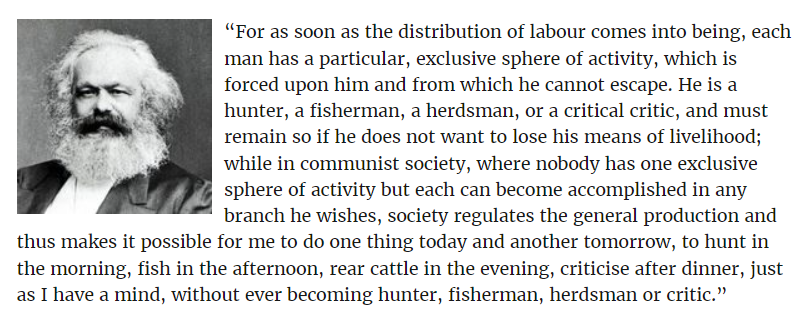 “For as soon as the distribution of labour comes into being, each
man has a particular, exclusive sphere of activity, which is
forced upon him and from which he cannot escape. He is a
hunter, a fisherman, a herdsman, or a critical critic, and must
remain so if he does not want to lose his means of livelihood;
while in communist society, where nobody has one exclusive
sphere of activity but each can become accomplished in any
branch he wishes, society regulates the general production and
thus makes it possible for me to do one thing today and another tomorrow, to hunt in
the morning, fish in the afternoon, rear cattle in the evening, criticise after dinner, just
as I have a mind, without ever becoming hunter, fisherman, herdsman or critic.”